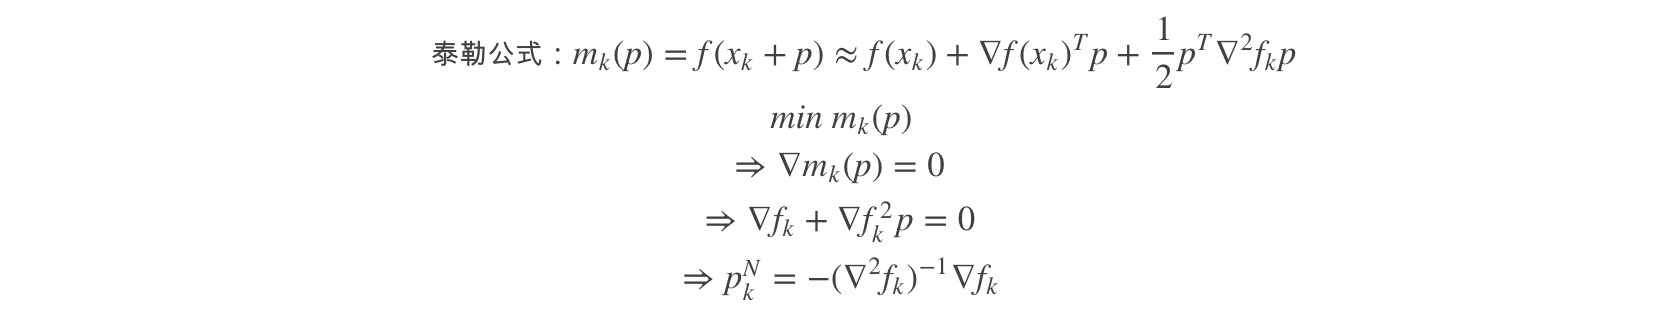 泰勒公式：m_k(p) = f(x_k + p) ≈ f(x_k) + ∇f(x_k)^T p + \frac{1}{2} p^T ∇^2 f_k p
min m_k(p)
⇒ ∇m_k(p) = 0
⇒ ∇f_k + ∇f_k^2 p = 0
⇒ p_k^N = −(∇^2 f_k)^{−1} ∇f_k